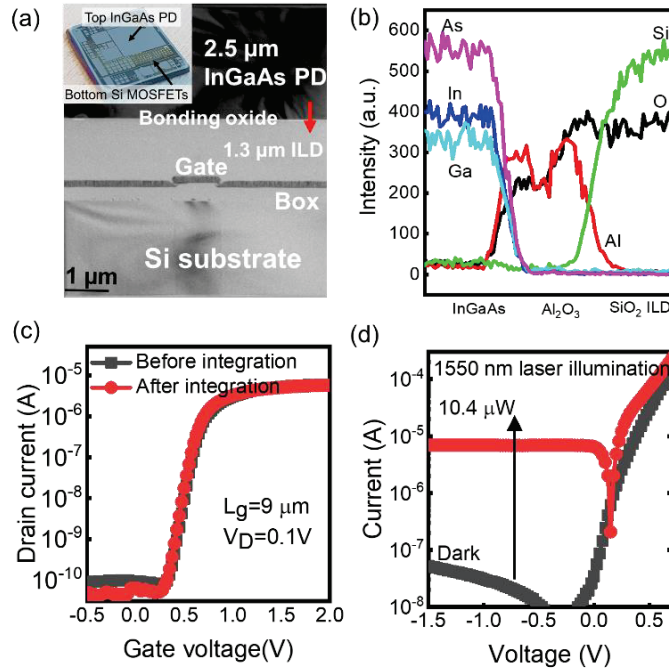 (a)
Top InGaAs PD
Bottom Si MOSFETs
2.5 μm
InGaAs PD
Bonding oxide
1.3 μm ILD
Gate
Box
Si substrate
1 μm
(b)
Intensity (a.u.)
600
500
400
300
200
100
0
As
In
Ga
Si
O
Al
InGaAs
Al₂O₃
SiO₂ ILD
(c)
Drain current (A)
10⁻⁵
10⁻⁶
10⁻⁷
10⁻⁸
10⁻⁹
10⁻¹⁰
Before integration
After integration
Lg=9 μm
VD=0.1V
-0.5
0.0
0.5
1.0
1.5
2.0
Gate voltage(V)
(d)
Current (A)
10⁻⁴
10⁻⁵
10⁻⁶
10⁻⁷
10⁻⁸
1550 nm laser illumination
10.4 μW
Dark
-1.5
-1.0
-0.5
0.0
0.5
Voltage (V)